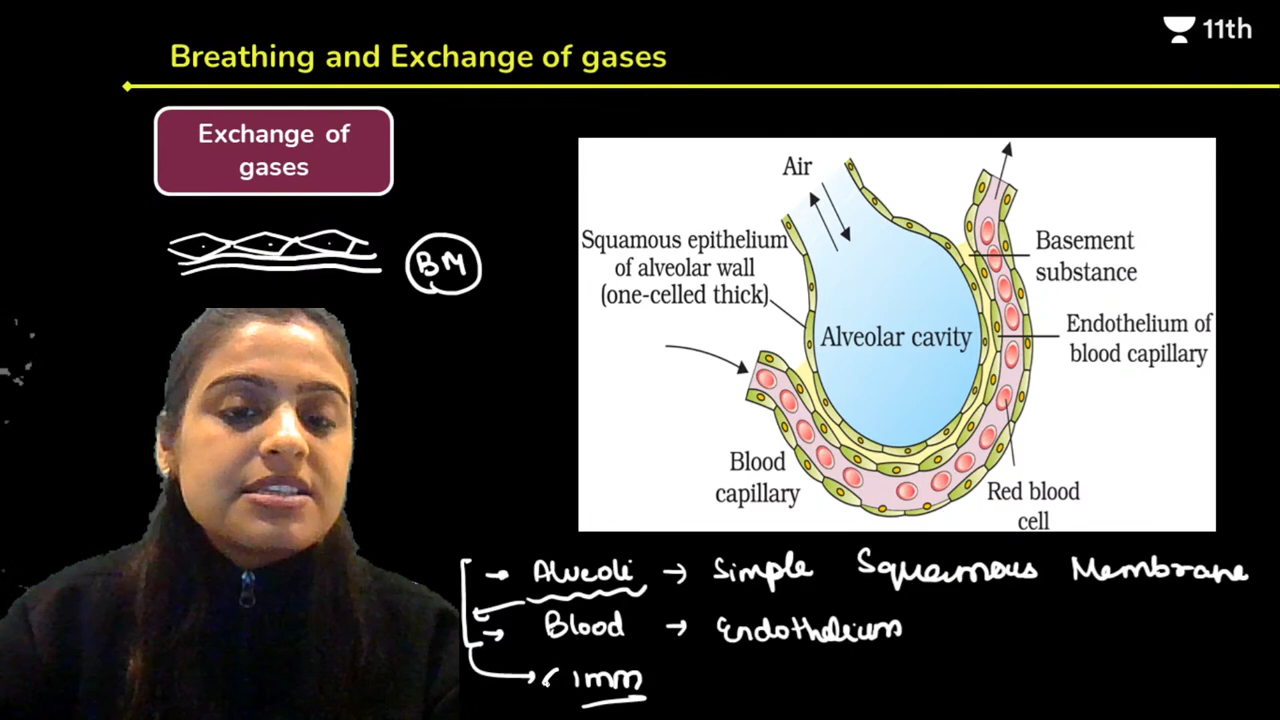 11th
Breathing and Exchange of gases
Exchange of
gases
BM
Air
Squamous epithelium
of alveolar wall
(one-celled thick)
Alveolar cavity
Basement
substance
Endothelium of
blood capillary
Blood
capillary
Red blood
cell
→ Alveoli → Simple Squamous Membrane
→ Blood → Endothelium
→ < 1mm